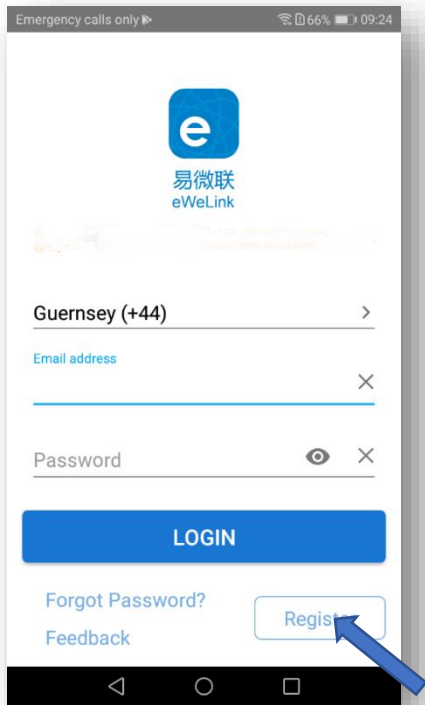 Emergency calls only 66% 09:24
e
易微联
eWeLink
Guernsey (+44)
Email address
Password
LOGIN
Forgot Password?
Register
Feedback